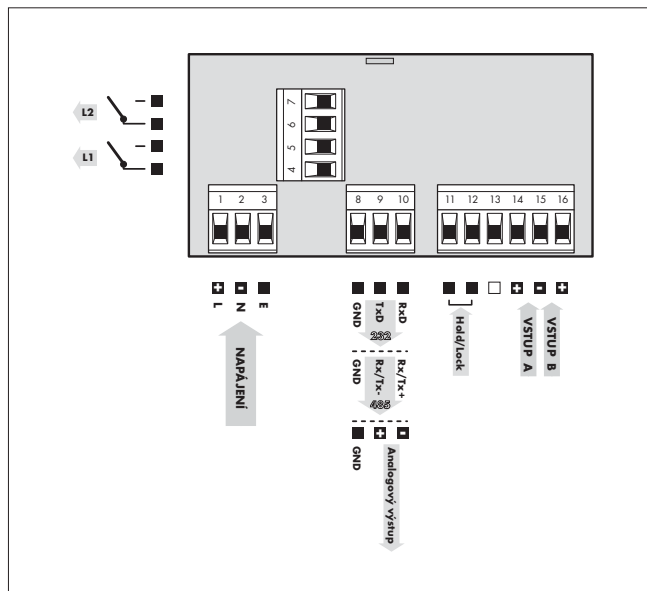 L2
L1
7
6
5
4
1 2 3
8 9 10
11 12 13 14 15 16
+ - 
L N E
NAPÁJENÍ
GND TxD RxD
232
GND Rx/Tx- Rx/Tx+
485
+ -
GND
Analogový výstup
Hold/Lock
+ - +
VSTUP A
VSTUP B